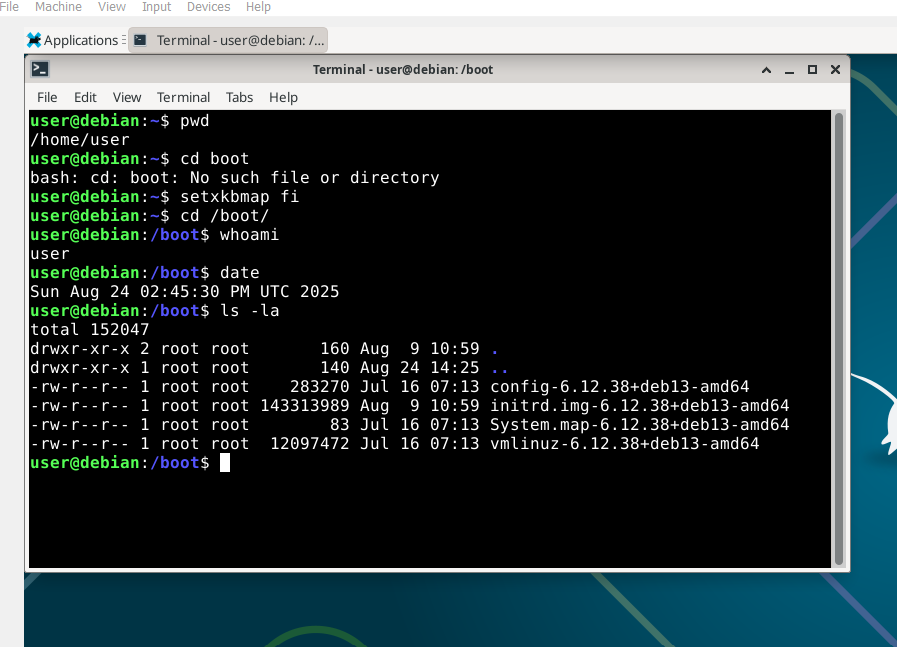 File Machine View Input Devices Help
Applications Terminal - user@debian: /...
Terminal - user@debian: /boot
File Edit View Terminal Tabs Help
user@debian:~$ pwd
/home/user
user@debian:~$ cd boot
bash: cd: boot: No such file or directory
user@debian:~$ setxkbmap fi
user@debian:~$ cd /boot/
user@debian:/boot$ whoami
user
user@debian:/boot$ date
Sun Aug 24 02:45:30 PM UTC 2025
user@debian:/boot$ ls -la
total 152047
drwxr-xr-x 2 root root       160 Aug  9 10:59 .
drwxr-xr-x 1 root root       140 Aug 24 14:25 ..
-rw-r--r-- 1 root root    283270 Jul 16 07:13 config-6.12.38+deb13-amd64
-rw-r--r-- 1 root root 143313989 Aug  9 10:59 initrd.img-6.12.38+deb13-amd64
-rw-r--r-- 1 root root        83 Jul 16 07:13 System.map-6.12.38+deb13-amd64
-rw-r--r-- 1 root root  12097472 Jul 16 07:13 vmlinuz-6.12.38+deb13-amd64
user@debian:/boot$